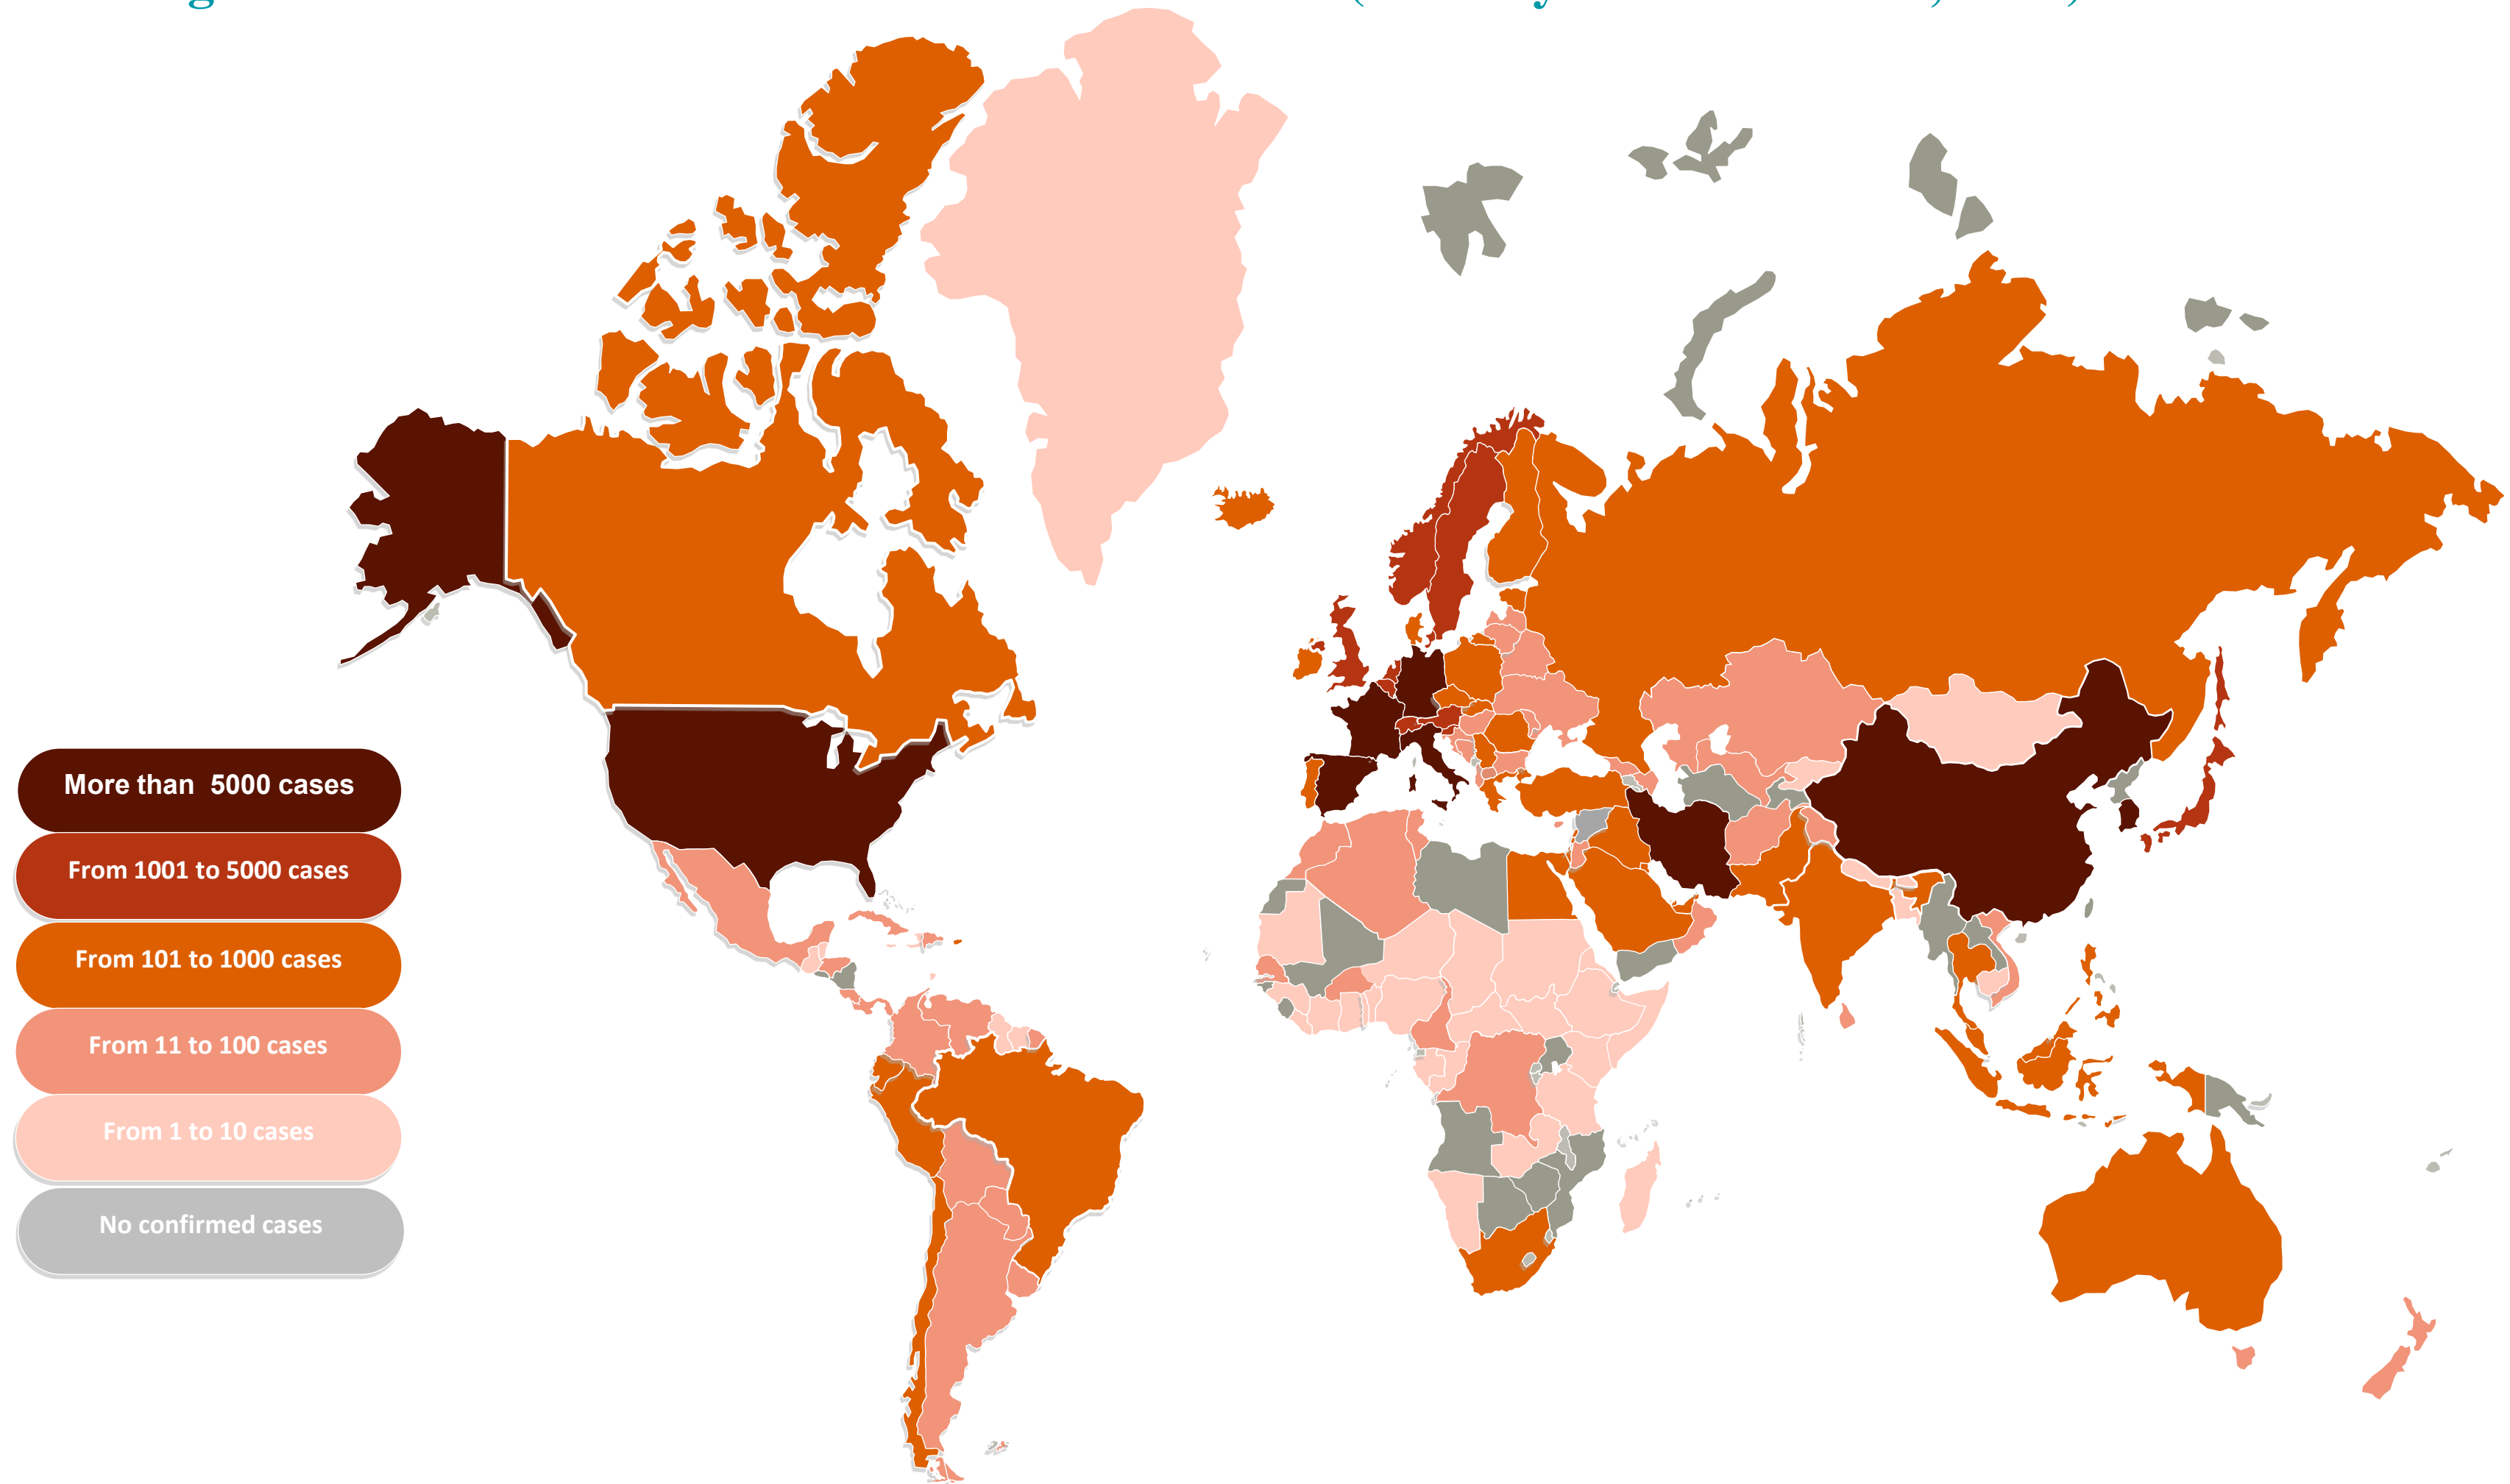 More than  5000 cases
From 1001 to 5000 cases
From 101 to 1000 cases
From 11 to 100 cases
From 1 to 10 cases
No confirmed cases